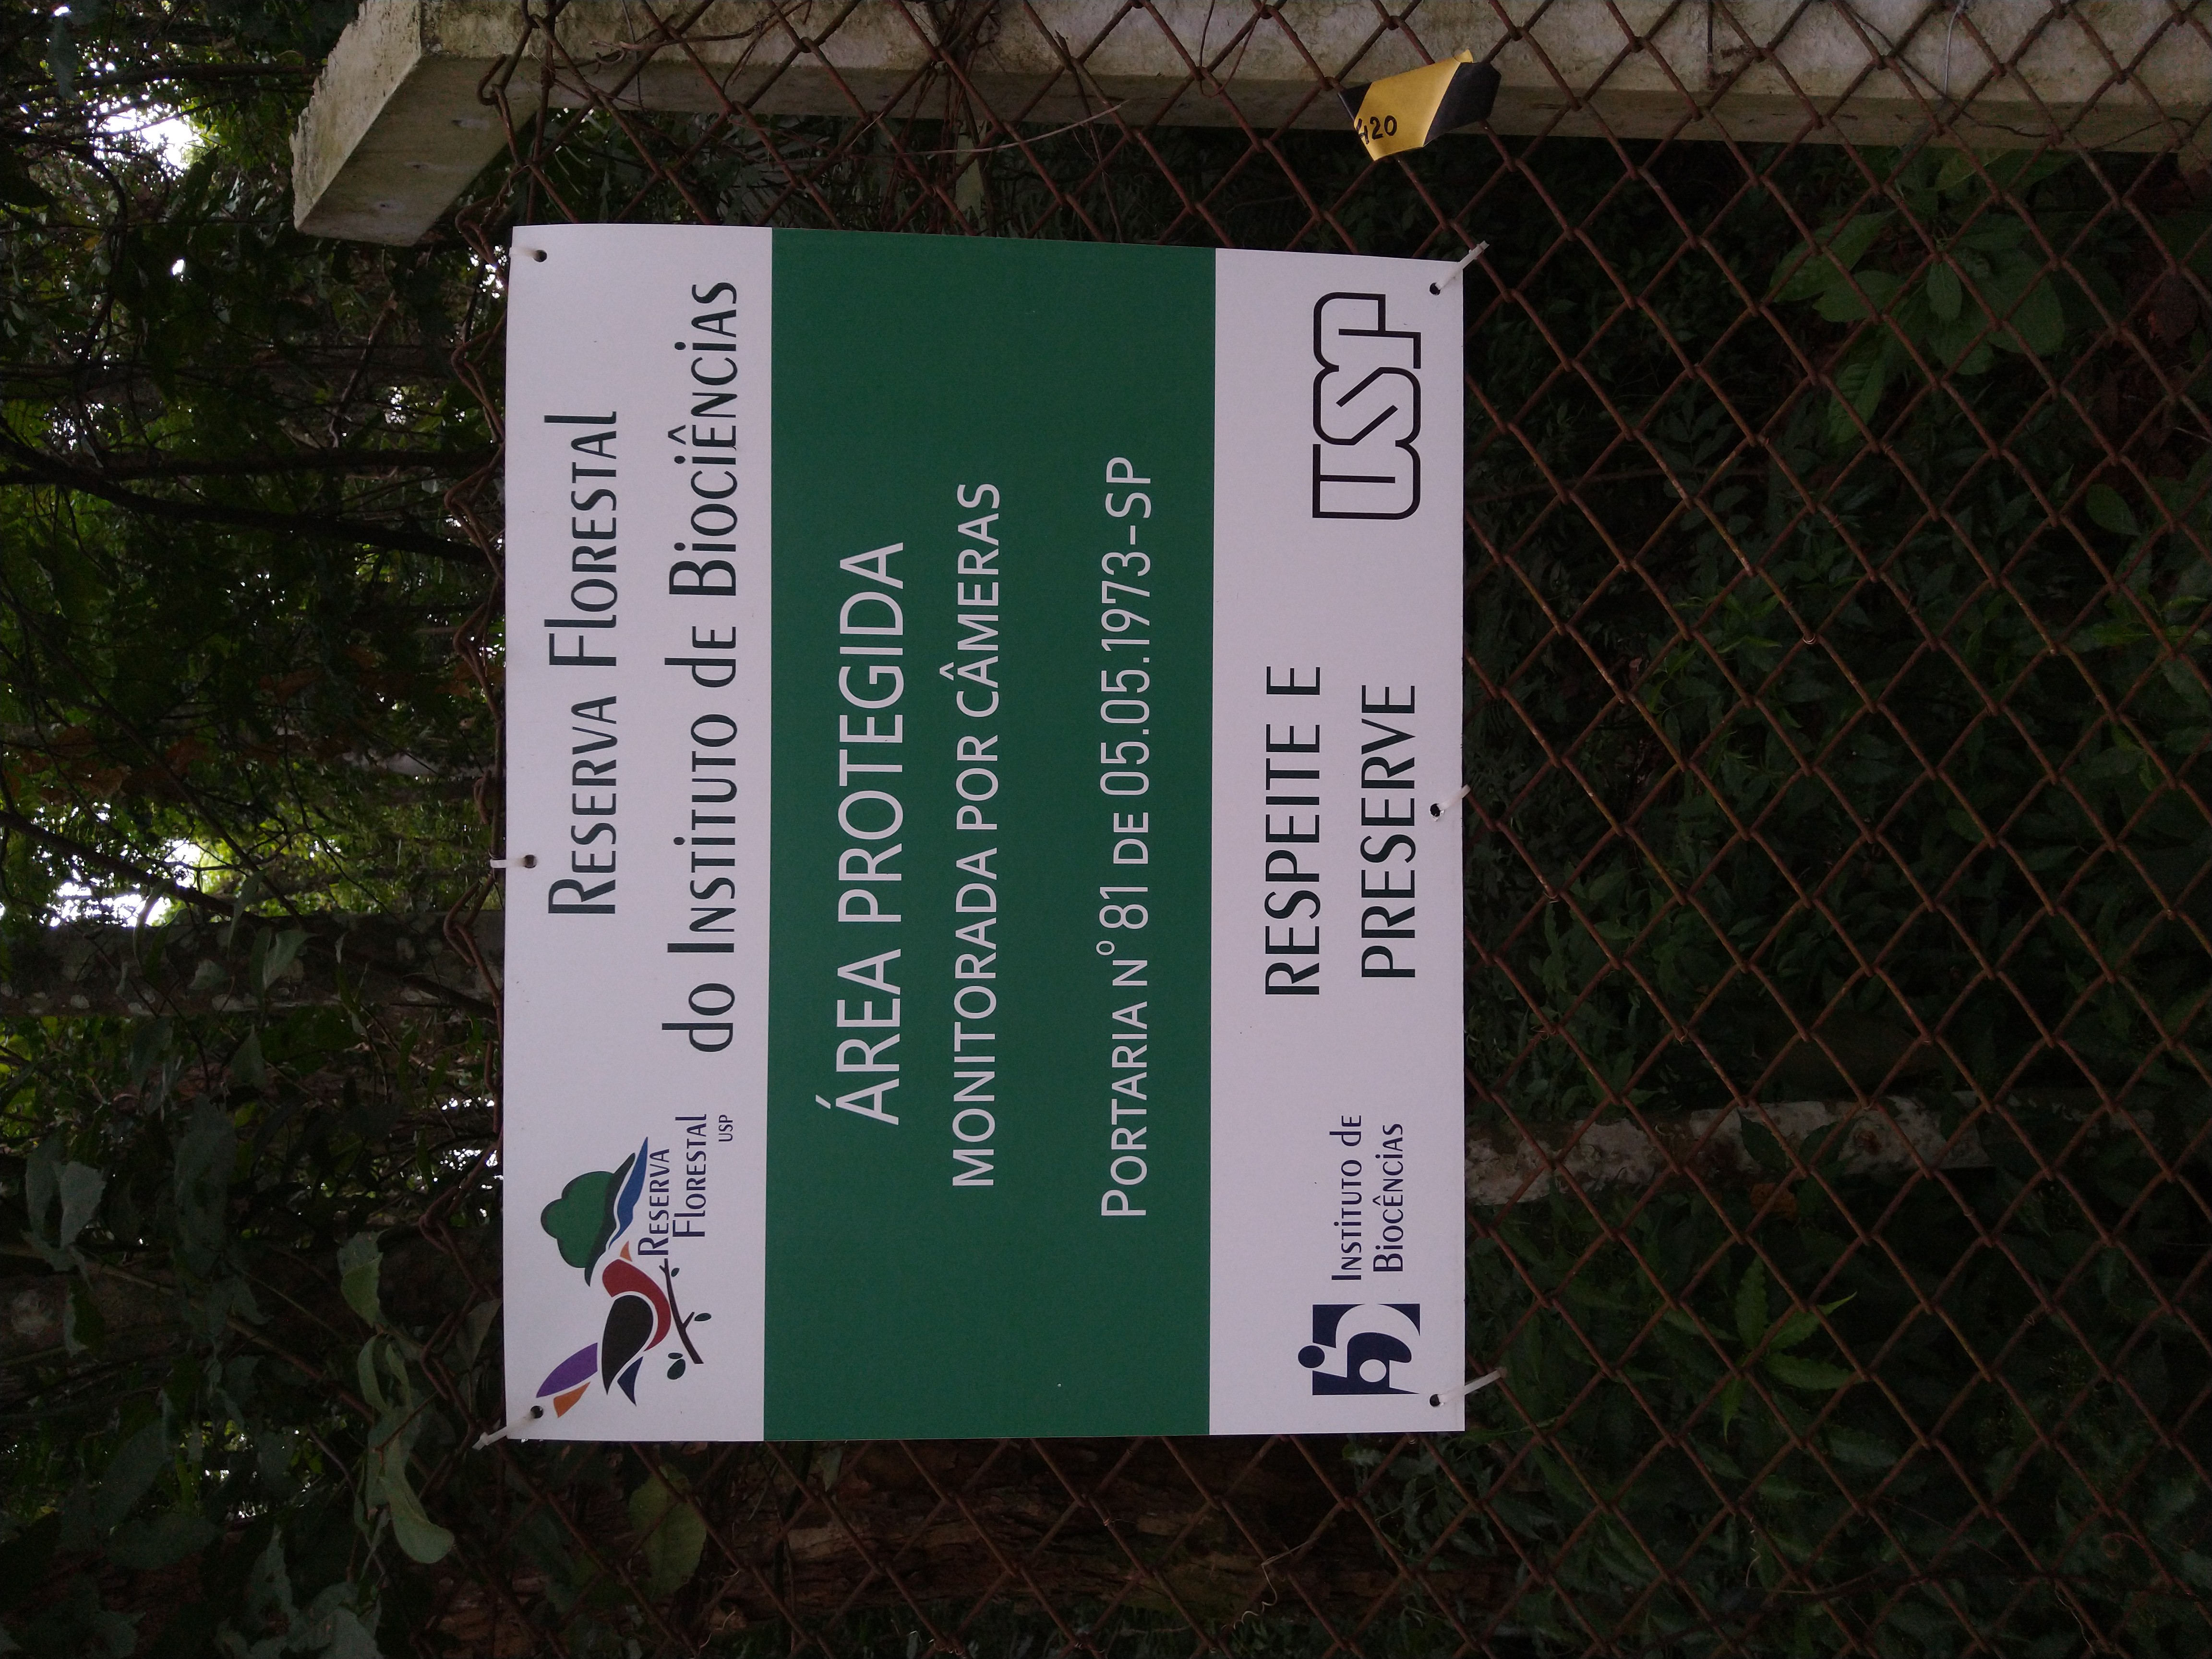 Reserva Florestal
do Instituto de Biociências
Reserva
Florestal
USP
ÁREA PROTEGIDA
MONITORADA POR CÂMERAS
Portaria nº 81 de 05.05.1973-SP
RESPEITE E
PRESERVE
Instituto de
Biocências
USP
420